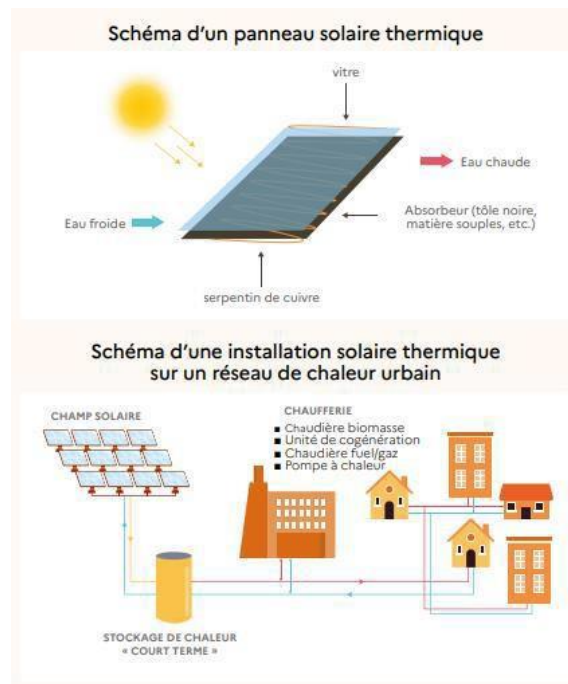 Schéma d'un panneau solaire thermique
vitre
Eau chaude
Absorbeur (tôle noire,
matière souples, etc.)
Eau froide
serpentin de cuivre
Schéma d'une installation solaire thermique
sur un réseau de chaleur urbain
CHAMP SOLAIRE
CHAUFFERIE
▪ Chaudière biomasse
▪ Unité de cogénération
▪ Chaudière fuel/gaz
▪ Pompe à chaleur
STOCKAGE DE CHALEUR
« COURT TERME »